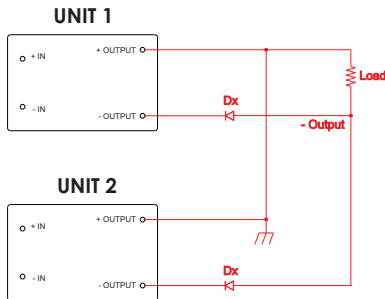 UNIT 1
+ IN
+ OUTPUT
Load
Dx
- IN
- OUTPUT
- Output
UNIT 2
+ OUTPUT
+ IN
Dx
- IN
- OUTPUT